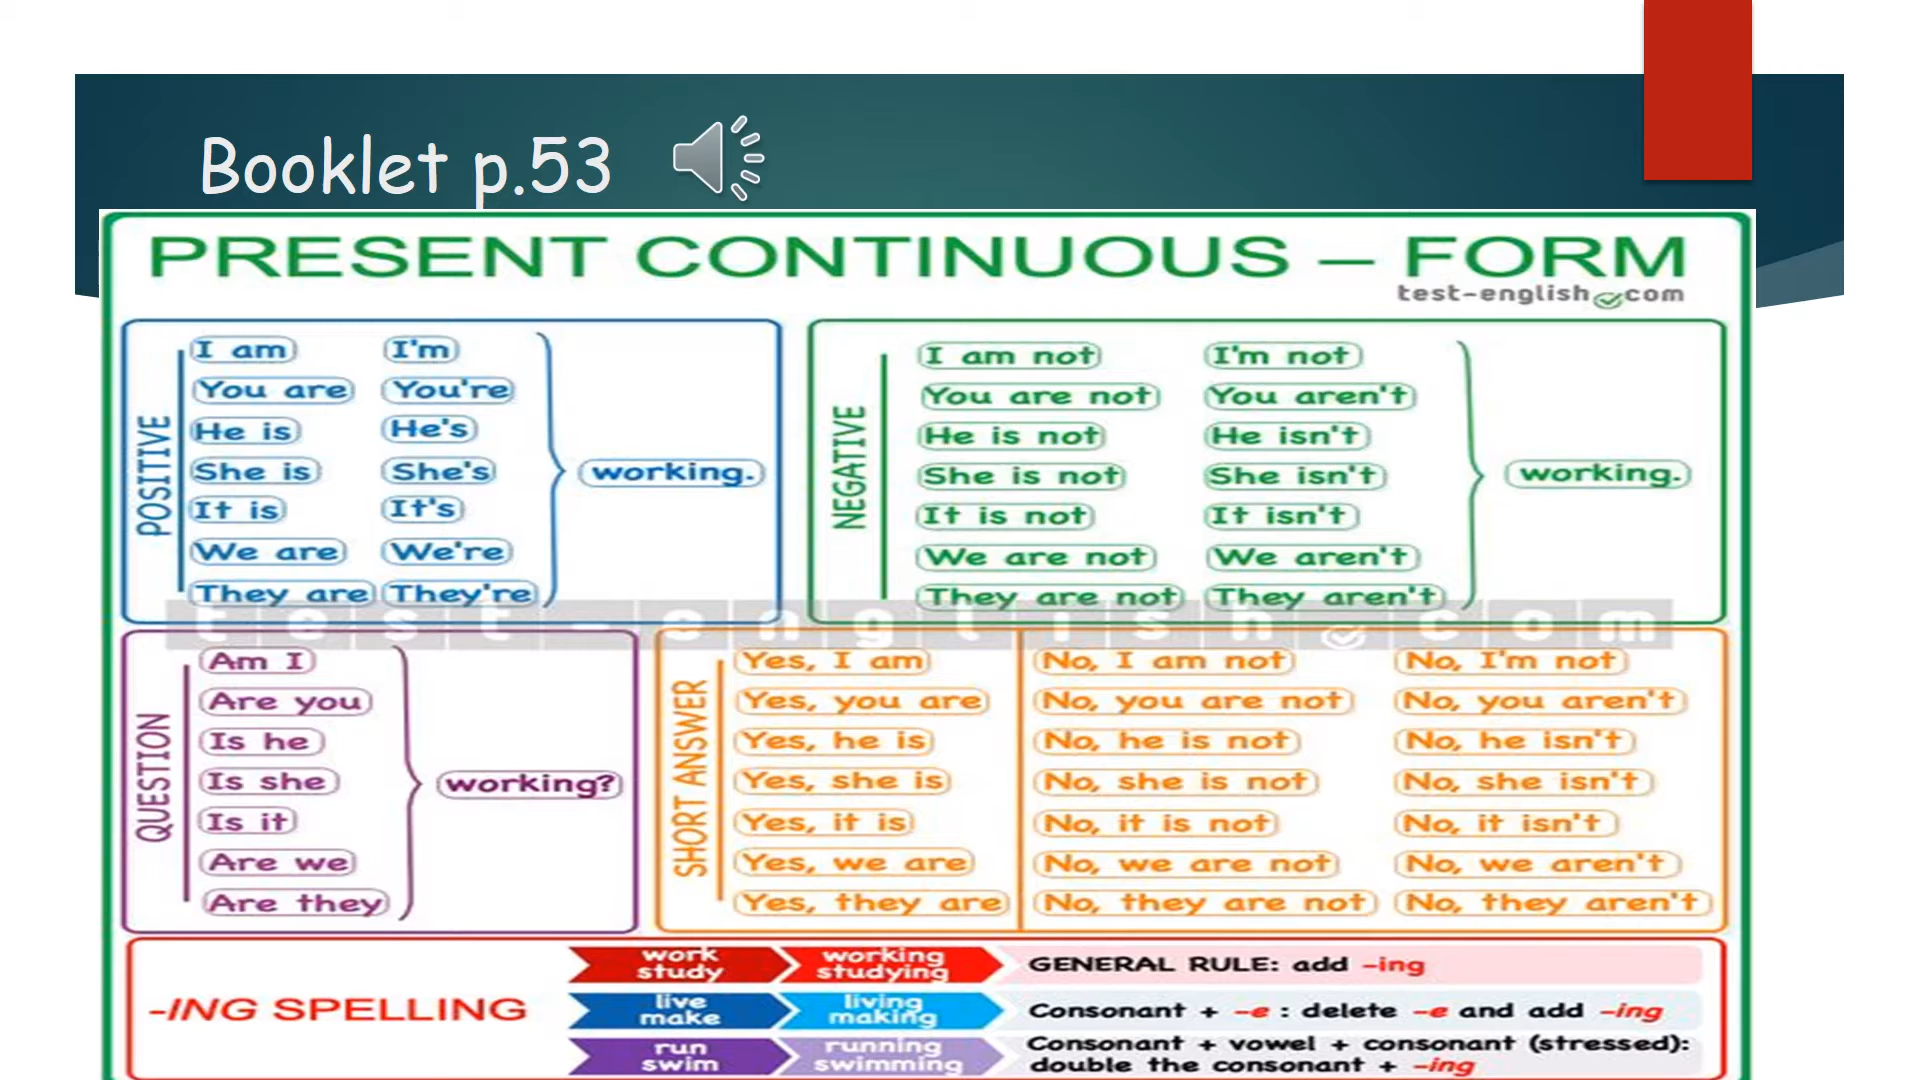 Booklet p.53
PRESENT CONTINUOUS – FORM
test-english.com
POSITIVE
I am I'm
You are You're
He is He's
She is She's
It is It's
We are We're
They are They're
working.
NEGATIVE
I am not I'm not
You are not You aren't
He is not He isn't
She is not She isn't
It is not It isn't
We are not We aren't
They are not They aren't
working.
test-english.com
QUESTION
Am I
Are you
Is he
Is she
Is it
Are we
Are they
working?
SHORT ANSWER
Yes, I am No, I am not No, I'm not
Yes, you are No, you are not No, you aren't
Yes, he is No, he is not No, he isn't
Yes, she is No, she is not No, she isn't
Yes, it is No, it is not No, it isn't
Yes, we are No, we are not No, we aren't
Yes, they are No, they are not No, they aren't
-ING SPELLING
work working
study studying
GENERAL RULE: add -ing
live living
make making
Consonant + -e : delete -e and add -ing
run running
swim swimming
Consonant + vowel + consonant (stressed):
double the consonant + -ing